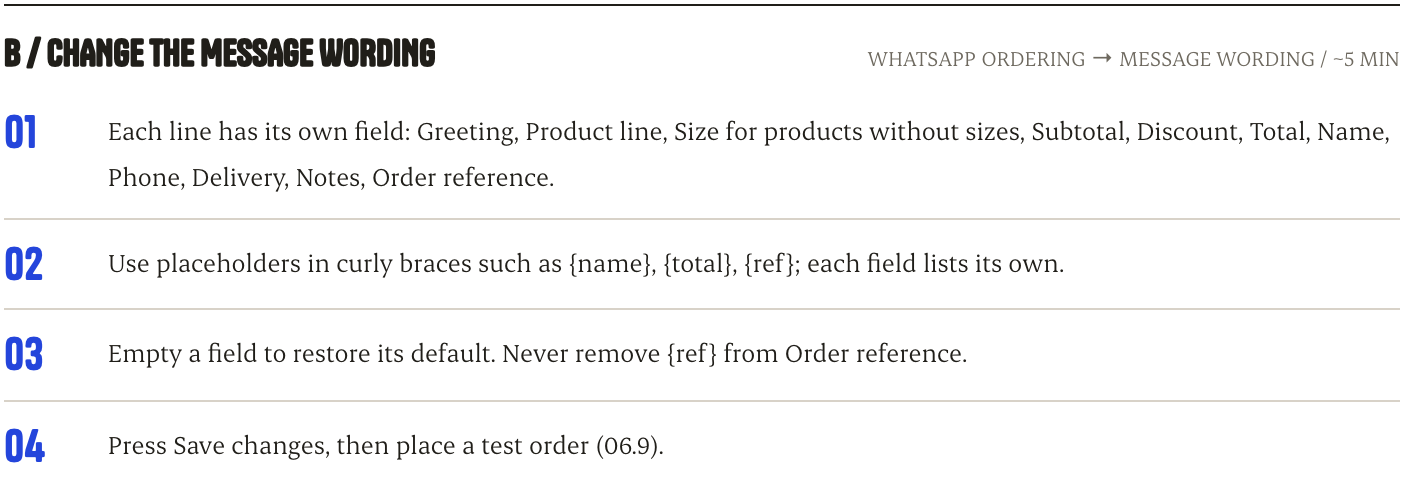 B / CHANGE THE MESSAGE WORDING
WHATSAPP ORDERING → MESSAGE WORDING / ~5 MIN
01
Each line has its own field: Greeting, Product line, Size for products without sizes, Subtotal, Discount, Total, Name,
Phone, Delivery, Notes, Order reference.
02
Use placeholders in curly braces such as {name}, {total}, {ref}; each field lists its own.
03
Empty a field to restore its default. Never remove {ref} from Order reference.
04
Press Save changes, then place a test order (06.9).